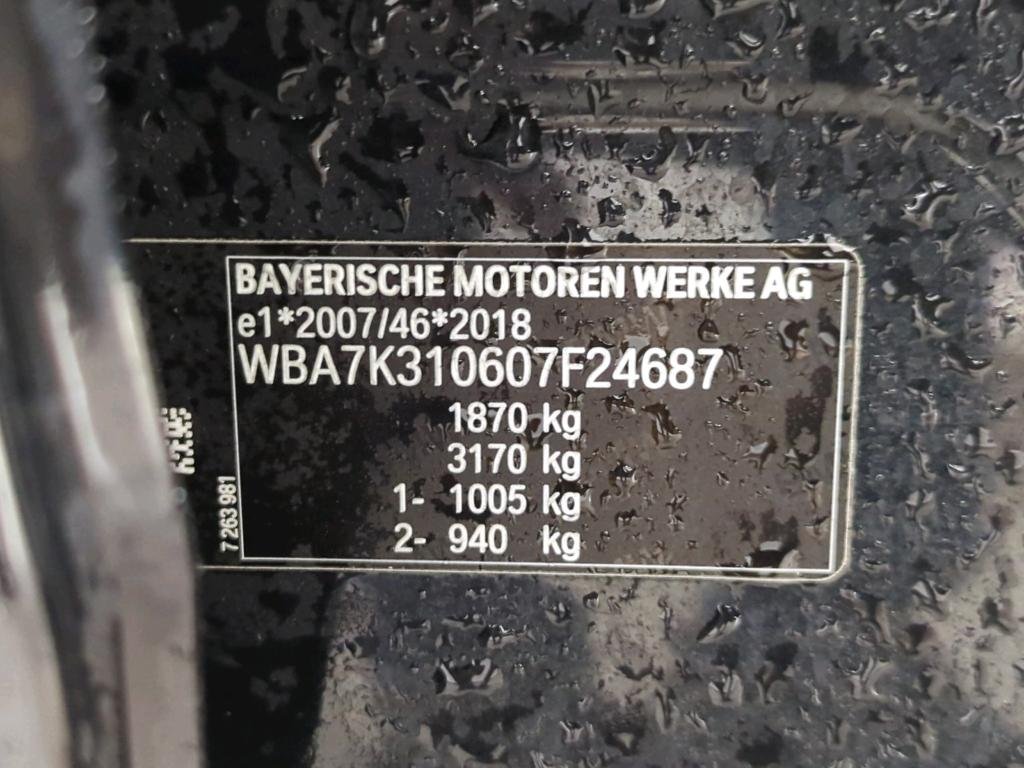 BAYERISCHE MOTOREN WERKE AG
e1*2007/46*2018
WBA7K310607F24687
1870 kg
3170 kg
1- 1005 kg
2- 940 kg
7 263 981